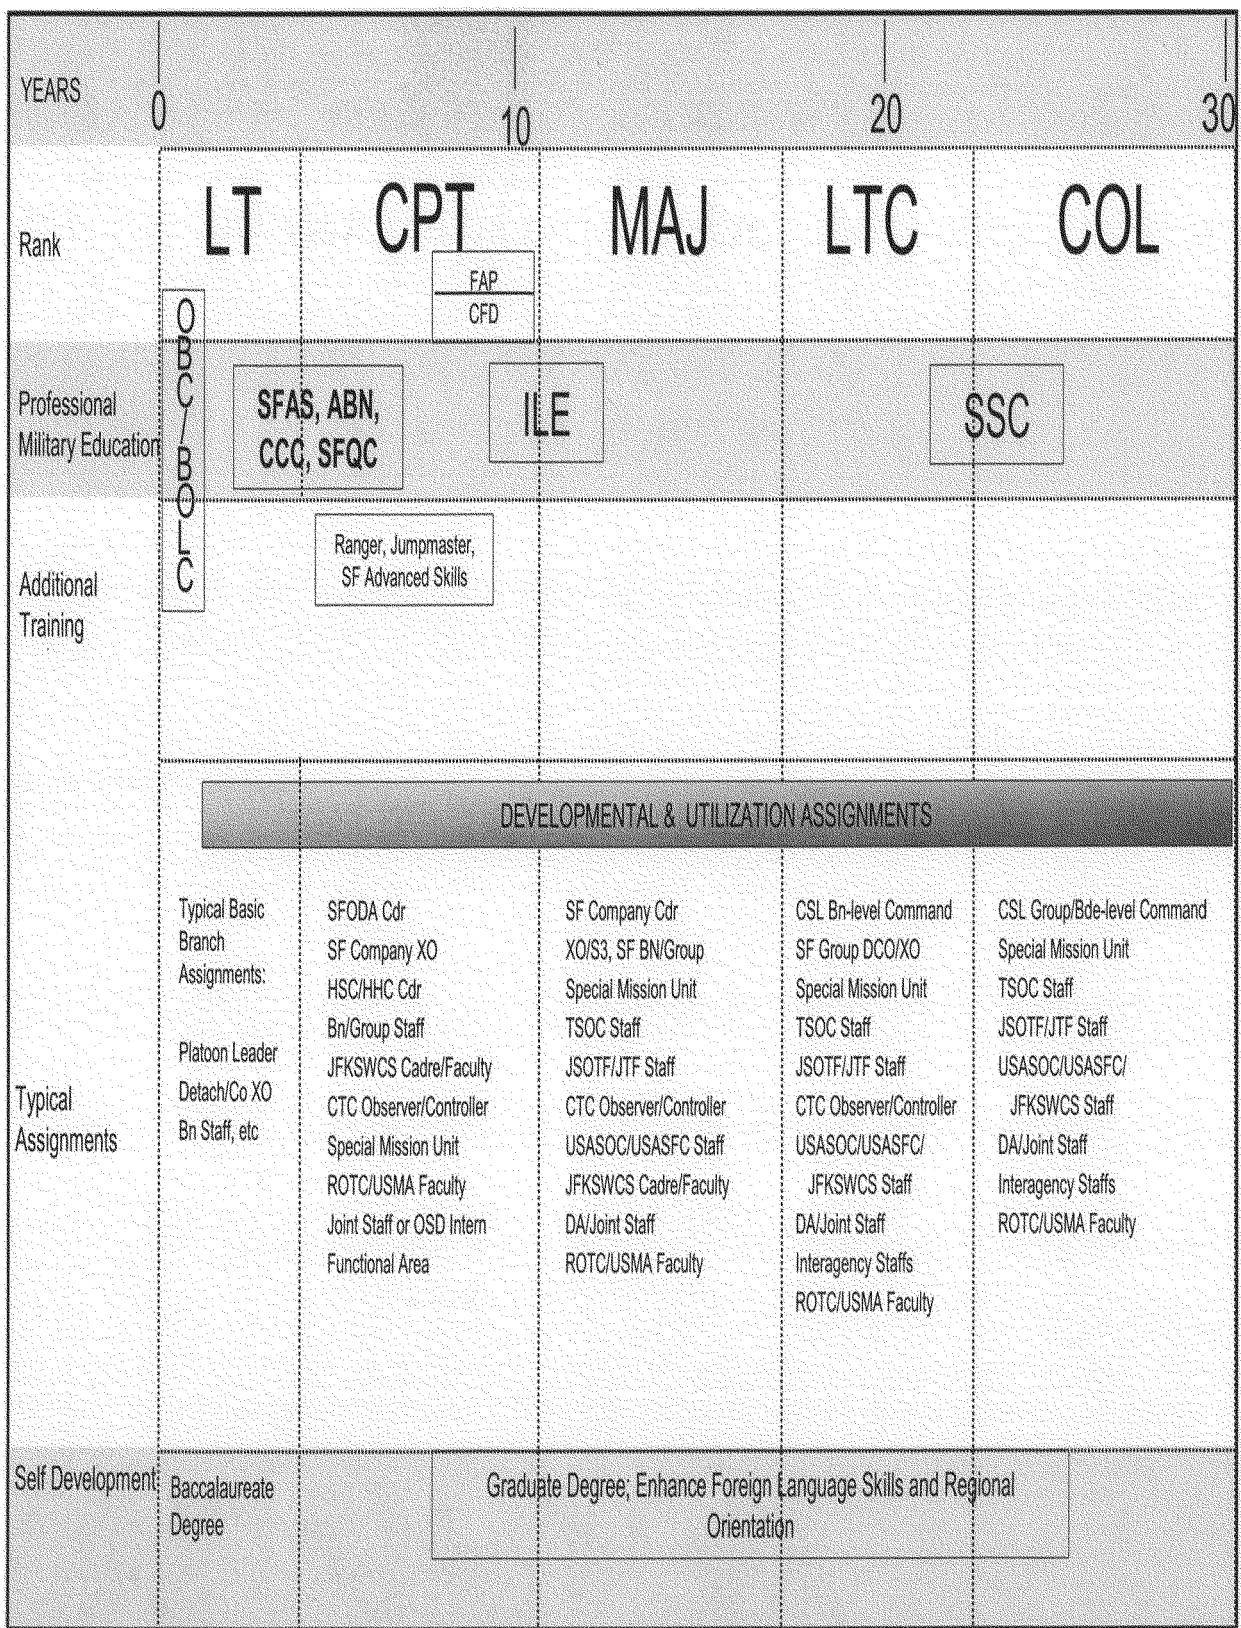 YEARS
0
10
20
30
Rank
LT
CPT
MAJ
LTC
COL
FAP
CFD
OBC/BOLC
Professional
Military Education
SFAS, ABN,
CCC, SFQC
ILE
SSC
Additional
Training
Ranger, Jumpmaster,
SF Advanced Skills
DEVELOPMENTAL & UTILIZATION ASSIGNMENTS
Typical
Assignments
Typical Basic
Branch
Assignments:
Platoon Leader
Detach/Co XO
Bn Staff, etc
SFODA Cdr
SF Company XO
HSC/HHC Cdr
Bn/Group Staff
JFKSWCS Cadre/Faculty
CTC Observer/Controller
Special Mission Unit
ROTC/USMA Faculty
Joint Staff or OSD Intern
Functional Area
SF Company Cdr
XO/S3, SF BN/Group
Special Mission Unit
TSOC Staff
JSOTF/JTF Staff
CTC Observer/Controller
USASOC/USASFC Staff
JFKSWCS Cadre/Faculty
DA/Joint Staff
ROTC/USMA Faculty
CSL Bn-level Command
SF Group DCO/XO
Special Mission Unit
TSOC Staff
JSOTF/JTF Staff
CTC Observer/Controller
USASOC/USASFC/
JFKSWCS Staff
DA/Joint Staff
Interagency Staffs
ROTC/USMA Faculty
CSL Group/Bde-level Command
Special Mission Unit
TSOC Staff
JSOTF/JTF Staff
USASOC/USASFC/
JFKSWCS Staff
DA/Joint Staff
Interagency Staffs
ROTC/USMA Faculty
Self Development
Baccalaureate
Degree
Graduate Degree; Enhance Foreign Language Skills and Regional
Orientation